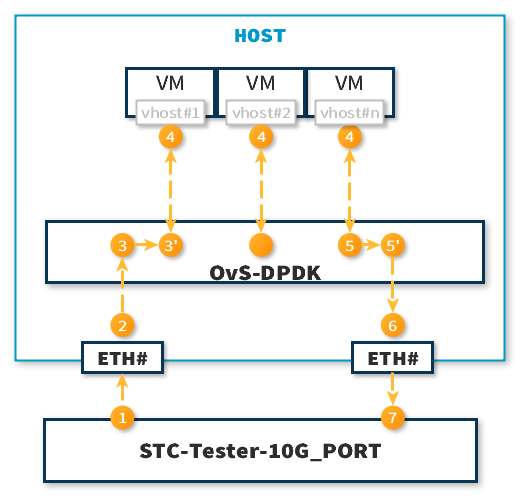 HOST
VM VM VM
vhost#1 vhost#2 vhost#n
4 4 4
3 3' 5 5'
OvS-DPDK
2 6
ETH# ETH#
1 7
STC-Tester-10G_PORT